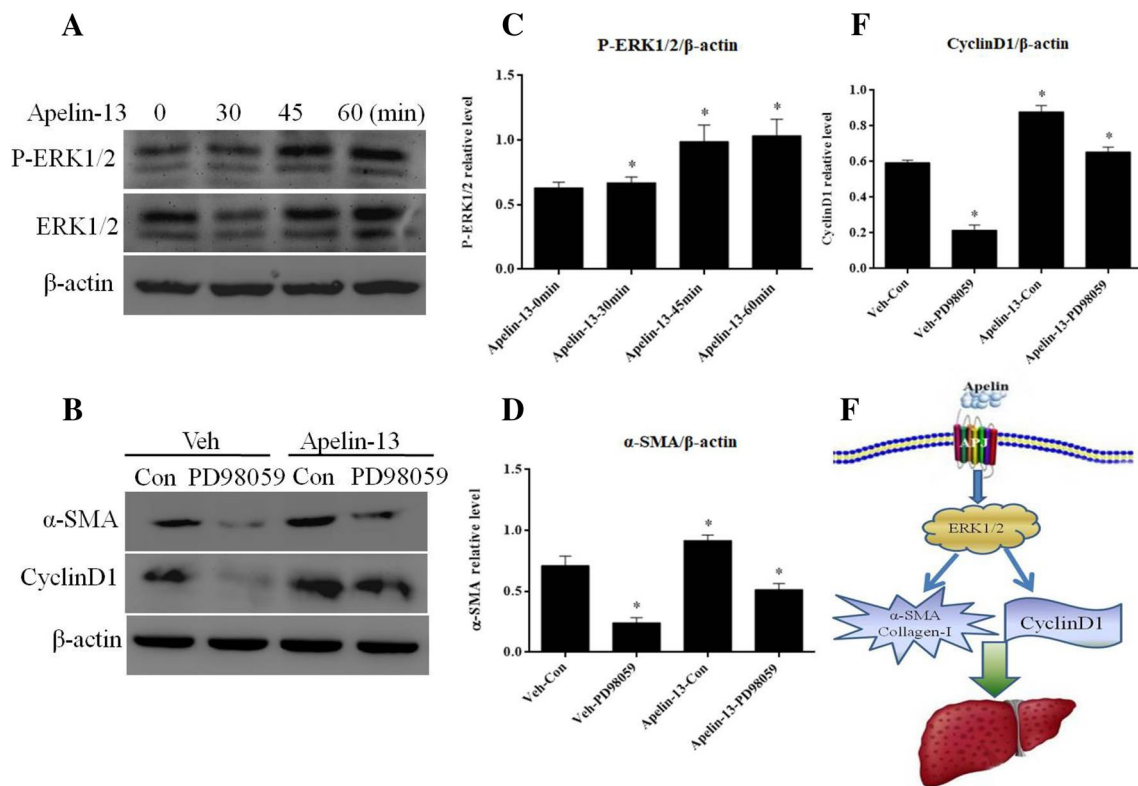 A
Apelin-13 0 30 45 60 (min)
P-ERK1/2
ERK1/2
β-actin
B
Veh Apelin-13
Con PD98059 Con PD98059
α-SMA
CyclinD1
β-actin
C
P-ERK1/2/β-actin
P-ERK1/2 relative level
1.5
1.0
0.5
0.0
* * *
Apelin-13-0min
Apelin-13-30min
Apelin-13-45min
Apelin-13-60min
D
α-SMA/β-actin
α-SMA relative level
1.5
1.0
0.5
0.0
* * *
Veh-Con
Veh-PD98059
Apelin-13-Con
Apelin-13-PD98059
F
CyclinD1/β-actin
CyclinD1 relative level
1.0
0.8
0.6
0.4
0.2
0.0
* * *
Veh-Con
Veh-PD98059
Apelin-13-Con
Apelin-13-PD98059
F
Apelin
APJ
ERK1/2
α-SMA
Collagen-I
CyclinD1